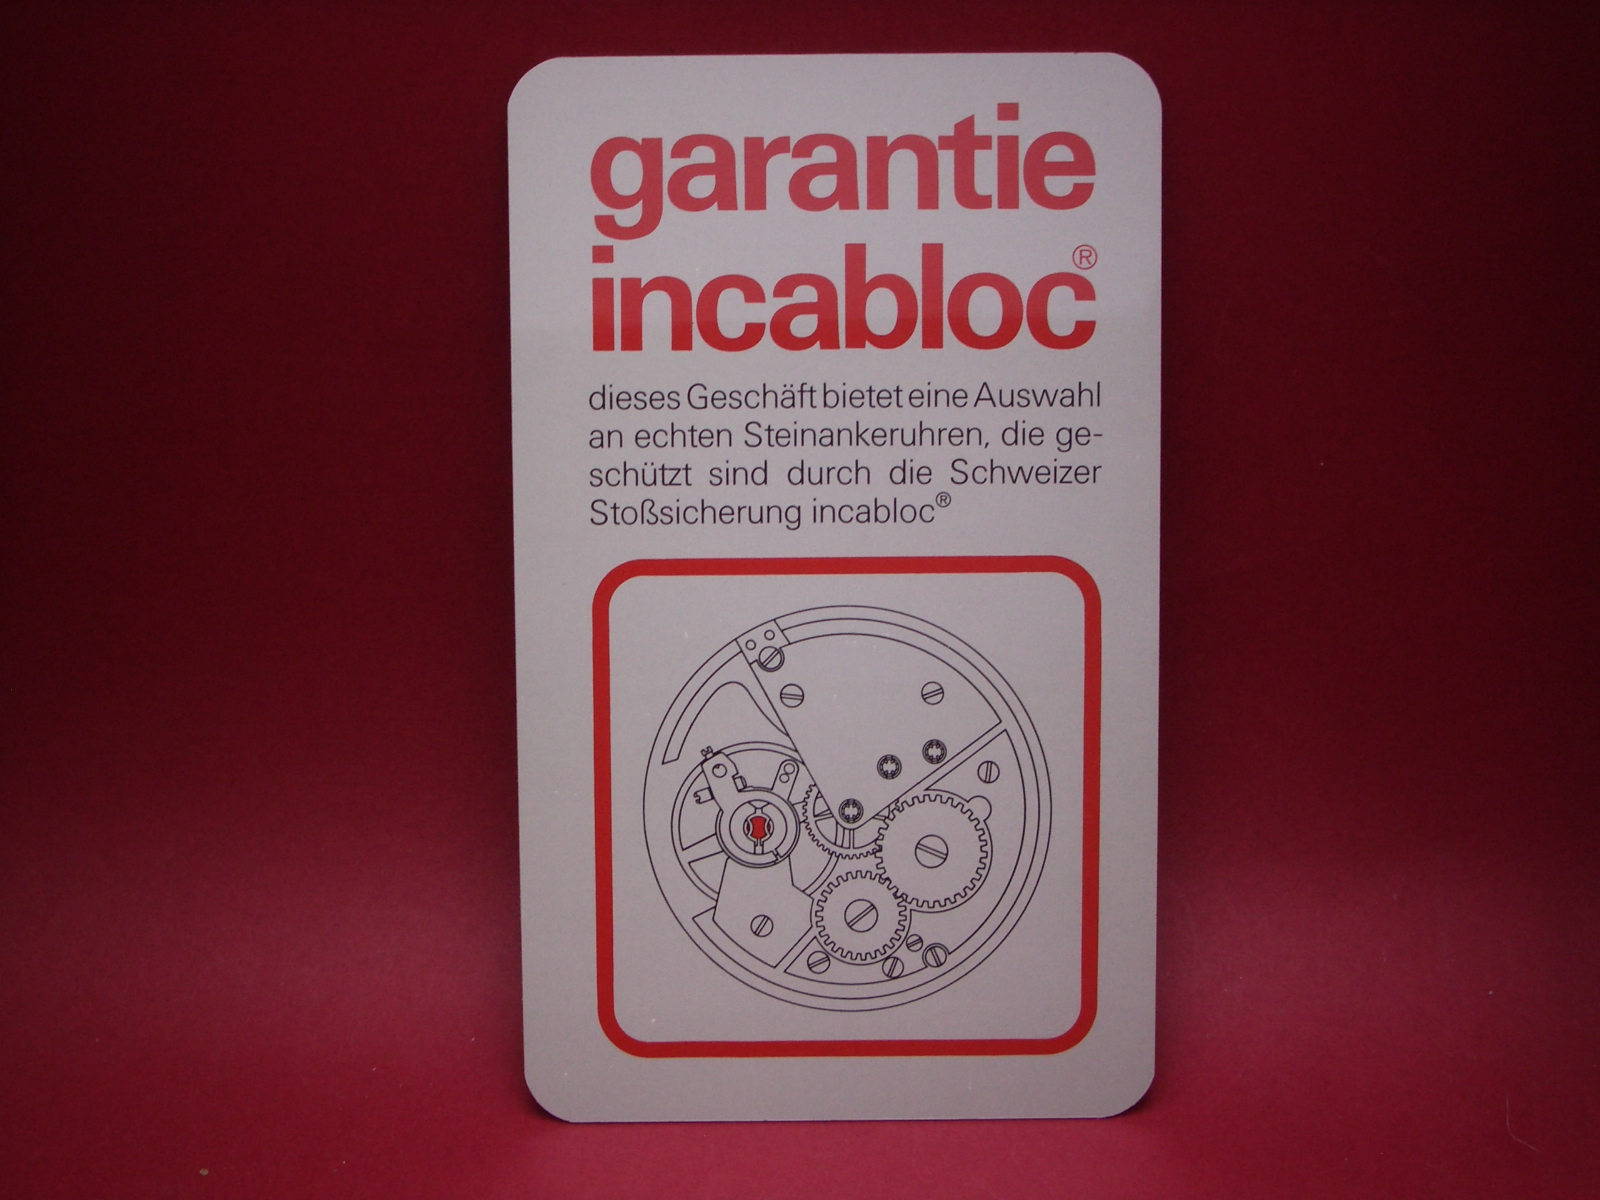 garantie
incabloc®
dieses Geschäft bietet eine Auswahl
an echten Steinankeruhren, die ge-
schützt sind durch die Schweizer
Stoßsicherung incabloc®